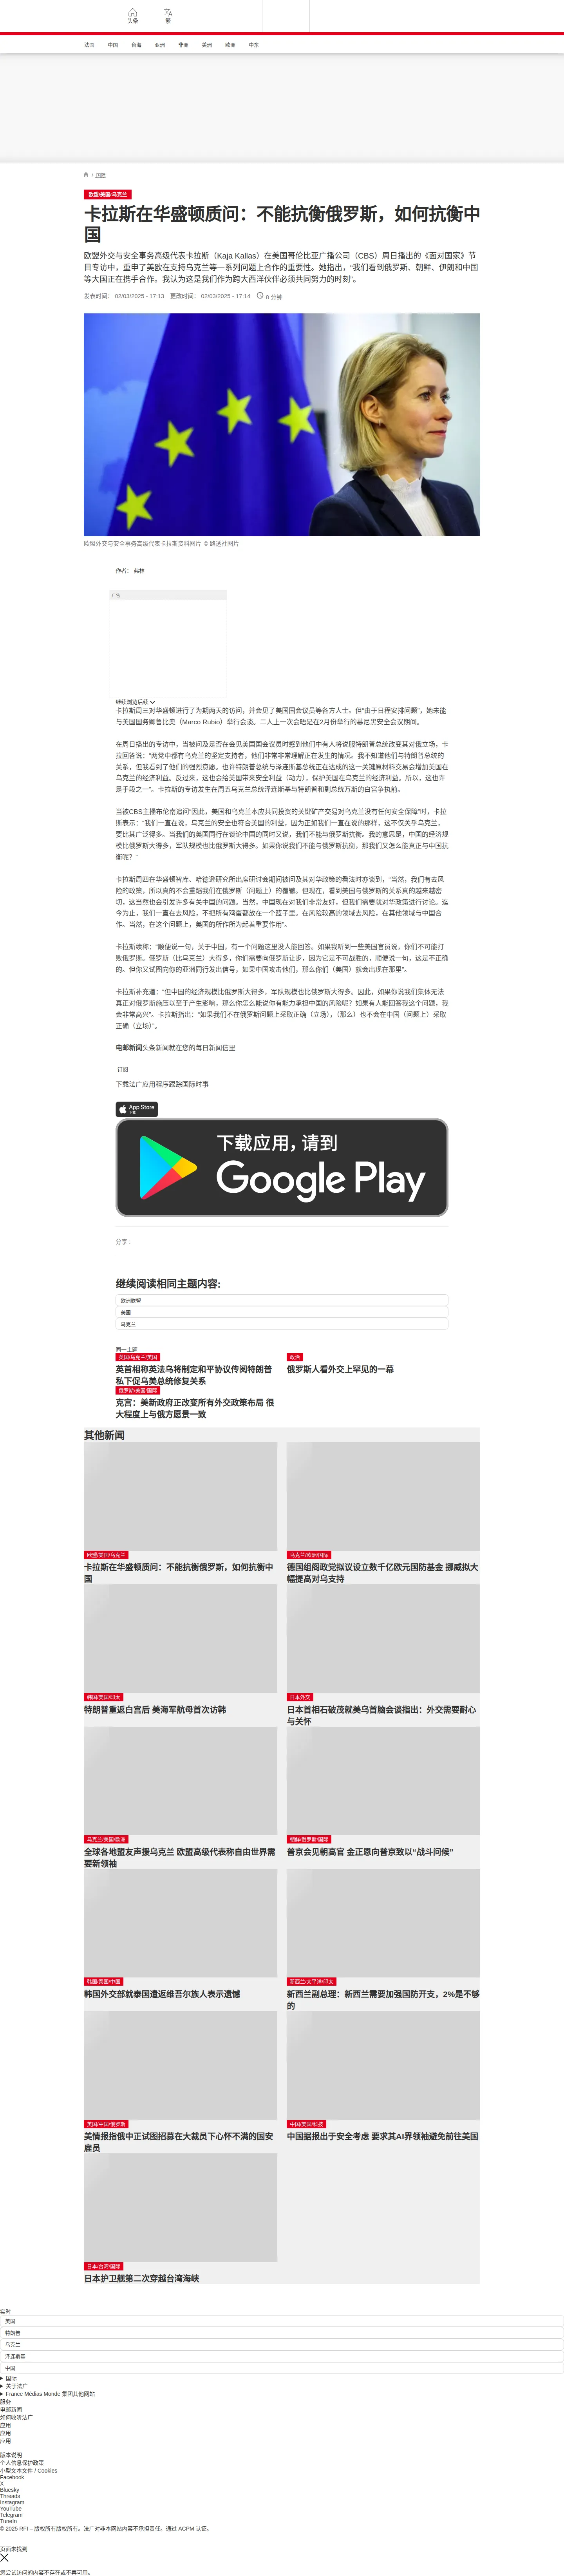 头条
繁
法国 中国 台海 亚洲 非洲 美洲 欧洲 中东
/ 国际
欧盟/美国/乌克兰
卡拉斯在华盛顿质问：不能抗衡俄罗斯，如何抗衡中
国
欧盟外交与安全事务高级代表卡拉斯（Kaja Kallas）在美国哥伦比亚广播公司（CBS）周日播出的《面对国家》节
目专访中，重申了美欧在支持乌克兰等一系列问题上合作的重要性。她指出，“我们看到俄罗斯、朝鲜、伊朗和中国
等大国正在携手合作。我认为这是我们作为跨大西洋伙伴必须共同努力的时刻”。
发表时间： 02/03/2025 - 17:13 更改时间： 02/03/2025 - 17:14
分钟
欧盟外交与安全事务高级代表卡拉斯资料图片 © 路透社图片
作者： 弗林
广告
继续浏览后续
卡拉斯周三对华盛顿进行了为期两天的访问，并会见了美国国会议员等各方人士，但“由于日程安排问题”，她未能
与美国国务卿鲁比奥（Marco Rubio）举行会谈。二人上一次会晤是在2月份举行的慕尼黑安全会议期间。
在周日播出的专访中，当被问及是否在会见美国国会议员时感到他们中有人将说服特朗普总统改变其对俄立场，卡
拉回答说：“两党中都有乌克兰的坚定支持者，他们非常非常理解正在发生的情况。我不知道他们与特朗普总统的
关系，但我看到了他们的强烈意愿。也许特朗普总统与泽连斯基总统正在达成的这一关键原材料交易会增加美国在
乌克兰的经济利益。反过来，这也会给美国带来安全利益（动力），保护美国在乌克兰的经济利益。所以，这也许
是手段之一”。卡拉斯的专访发生在周五乌克兰总统泽连斯基与特朗普和副总统万斯的白宫争执前。
当被CBS主播布伦南追问“因此，美国和乌克兰本应共同投资的关键矿产交易对乌克兰没有任何安全保障”时，卡拉
斯表示：“我们一直在说，乌克兰的安全也符合美国的利益，因为正如我们一直在说的那样，这不仅关乎乌克兰，
要比其广泛得多。当我们的美国同行在谈论中国的同时又说，我们不能与俄罗斯抗衡。我的意思是，中国的经济规
模比俄罗斯大得多，军队规模也比俄罗斯大得多。如果你说我们不能与俄罗斯抗衡，那我们又怎么能真正与中国抗
衡呢？”
卡拉斯周四在华盛顿智库、哈德逊研究所出席研讨会期间被问及其对华政策的看法时亦谈到，“当然，我们有去风
险的政策，所以真的不会重蹈我们在俄罗斯（问题上）的覆辙。但现在，看到美国与俄罗斯的关系真的越来越密
切，这当然也会引发许多有关中国的问题。当然，中国现在对我们非常友好，但我们需要就对华政策进行讨论。迄
今为止，我们一直在去风险，不把所有鸡蛋都放在一个篮子里。在风险较高的领域去风险，在其他领域与中国合
作。当然，在这个问题上，美国的所作所为起着重要作用”。
卡拉斯续称：“顺便说一句，关于中国，有一个问题这里没人能回答。如果我听到一些美国官员说，你们不可能打
败俄罗斯。俄罗斯（比乌克兰）大得多，你们需要向俄罗斯让步，因为它是不可战胜的，顺便说一句，这是不正确
的。但你又试图向你的亚洲同行发出信号，如果中国攻击他们，那么你们（美国）就会出现在那里”。
卡拉斯补充道：“但中国的经济规模比俄罗斯大得多，军队规模也比俄罗斯大得多。因此，如果你说我们集体无法
真正对俄罗斯施压以至于产生影响，那么你怎么能说你有能力承担中国的风险呢？如果有人能回答我这个问题，我
会非常高兴”。卡拉斯指出：“如果我们不在俄罗斯问题上采取正确（立场），（那么）也不会在中国（问题上）采取
正确（立场）”。
电邮新闻头条新闻就在您的每日新闻信里
订阅
下载法广应用程序跟踪国际时事
App Store
下载
下载应用，请到
Google Play
分享 :
继续阅读相同主题内容:
欧洲联盟
美国
乌克兰
同一主题
英国/乌克兰/美国
英首相称英法乌将制定和平协议传阅特朗普
私下促乌美总统修复关系
政治
俄罗斯人看外交上罕见的一幕
俄罗斯/美国/国际
克宫：美新政府正改变所有外交政策布局 很
大程度上与俄方愿景一致
其他新闻
欧盟/美国/乌克兰
卡拉斯在华盛顿质问：不能抗衡俄罗斯，如何抗衡中
国
乌克兰/欧洲/国际
德国组阁政党拟议设立数千亿欧元国防基金 挪威拟大
幅提高对乌支持
韩国/美国/印太
特朗普重返白宫后 美海军航母首次访韩
日本外交
日本首相石破茂就美乌首脑会谈指出：外交需要耐心
与关怀
乌克兰/美国/欧洲
全球各地盟友声援乌克兰 欧盟高级代表称自由世界需
要新领袖
朝鲜/俄罗斯/国际
普京会见朝高官 金正恩向普京致以“战斗问候”
韩国/泰国/中国
韩国外交部就泰国遣返维吾尔族人表示遗憾
新西兰/太平洋/印太
新西兰副总理：新西兰需要加强国防开支，2%是不够
的
美国/中国/俄罗斯
美情报指俄中正试图招募在大裁员下心怀不满的国安
雇员
中国/美国/科技
中国据报出于安全考虑 要求其AI界领袖避免前往美国
日本/台湾/国际
日本护卫舰第二次穿越台湾海峡
实时
美国
特朗普
乌克兰
泽连斯基
中国
国际
关于法广
France Médias Monde 集团其他网站
服务
电邮新闻
如何收听法广
应用
应用
应用
版本说明
个人信息保护政策
小型文本文件 / Cookies
Facebook
X
Bluesky
Threads
Instagram
YouTube
Telegram
TuneIn
© 2025 RFI – 版权所有版权所有。法广对非本网站内容不承担责任。通过 ACPM 认证。
页面未找到
您尝试访问的内容不存在或不再可用。